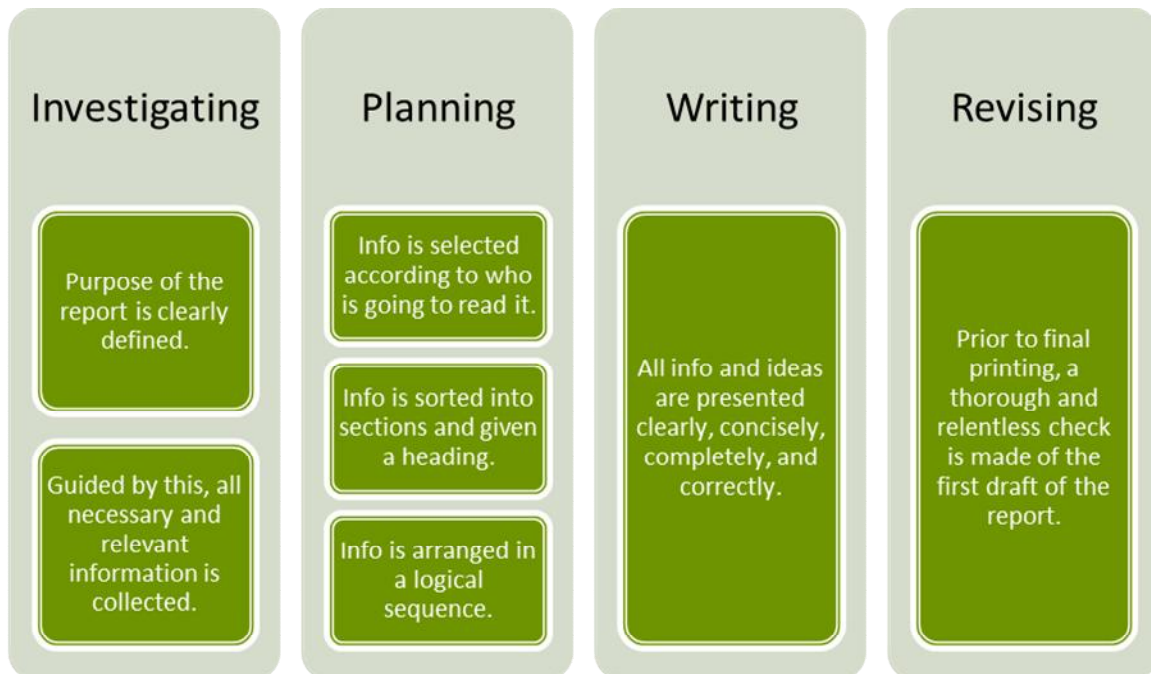 Investigating
Purpose of the
report is clearly
defined.
Guided by this, all
necessary and
relevant
information is
collected.
Planning
Info is selected
according to who
is going to read it.
Info is sorted into
sections and given
a heading.
Info is arranged in
a logical
sequence.
Writing
All info and ideas
are presented
clearly, concisely,
completely, and
correctly.
Revising
Prior to final
printing, a
thorough and
relentless check
is made of the
first draft of the
report.